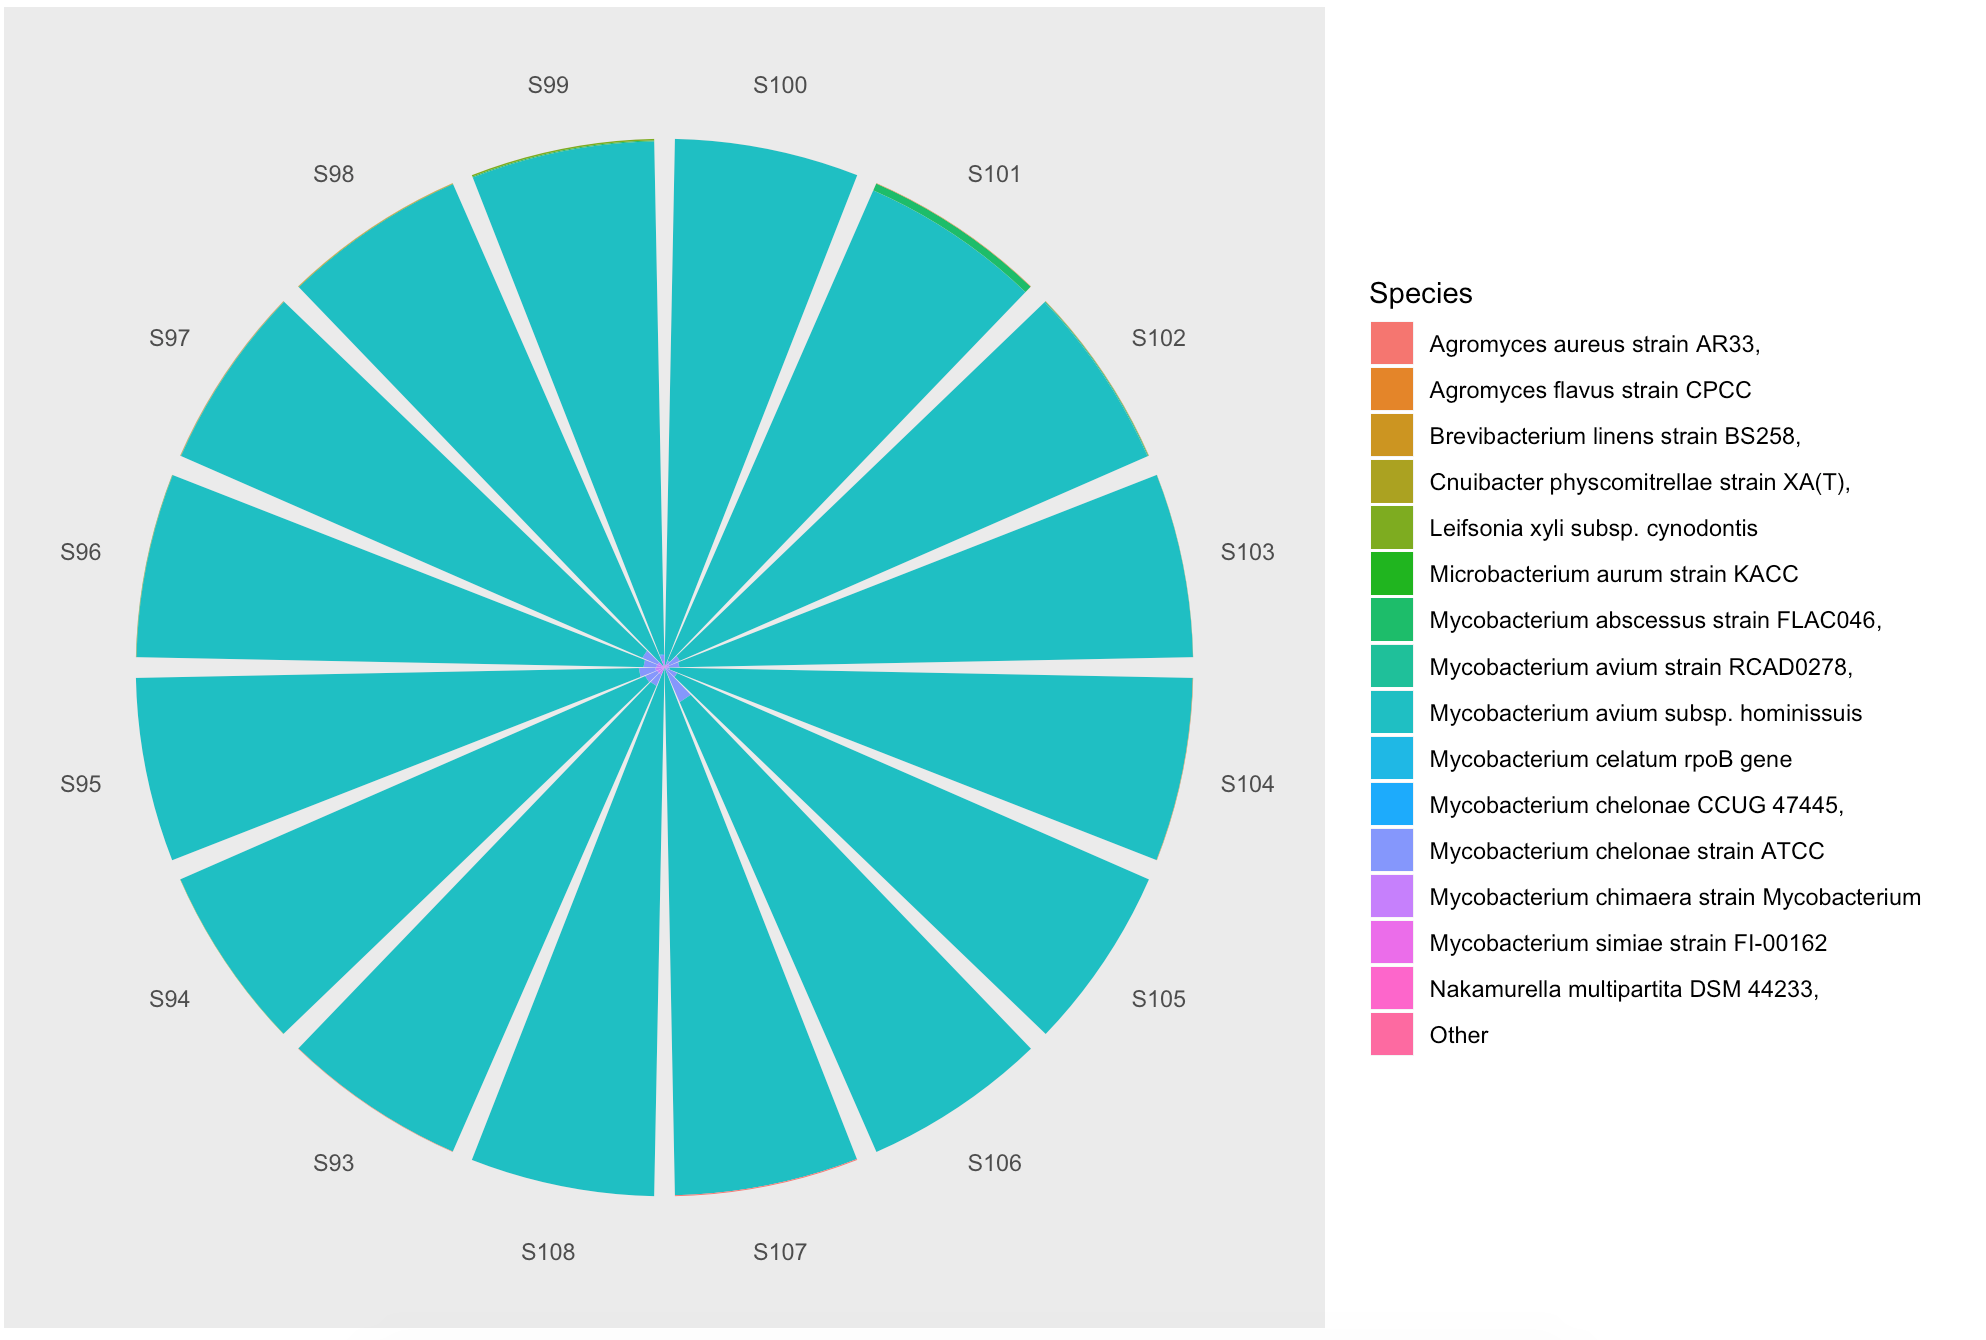 S99
S100
S98
S101
S97
S102
S96
S103
S95
S104
S94
S105
S93
S106
S108
S107
Species
Agromyces aureus strain AR33,
Agromyces flavus strain CPCC
Brevibacterium linens strain BS258,
Cnuibacter physcomitrellae strain XA(T),
Leifsonia xyli subsp. cynodontis
Microbacterium aurum strain KACC
Mycobacterium abscessus strain FLAC046,
Mycobacterium avium strain RCAD0278,
Mycobacterium avium subsp. hominissuis
Mycobacterium celatum rpoB gene
Mycobacterium chelonae CCUG 47445,
Mycobacterium chelonae strain ATCC
Mycobacterium chimaera strain Mycobacterium
Mycobacterium simiae strain FI-00162
Nakamurella multipartita DSM 44233,
Other